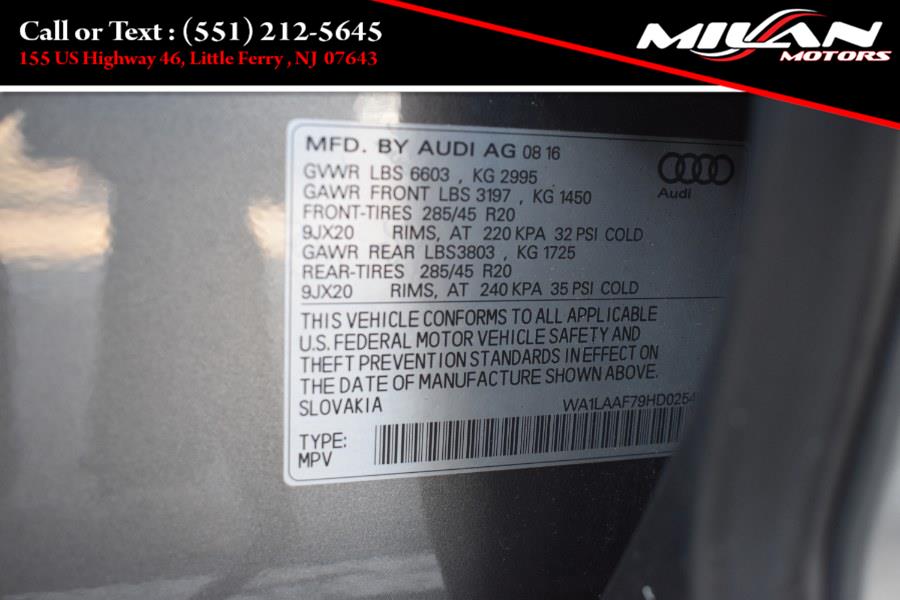 Call or Text : (551) 212-5645
155 US Highway 46, Little Ferry , NJ 07643
MILAN
MOTORS
MFD. BY AUDI AG 08 16
GVWR LBS 6603 , KG 2995
GAWR FRONT LBS 3197 , KG 1450
FRONT-TIRES 285/45 R20
9JX20 RIMS, AT 220 KPA 32 PSI COLD
GAWR REAR LBS3803 , KG 1725
REAR-TIRES 285/45 R20
9JX20 RIMS, AT 240 KPA 35 PSI COLD
Audi
THIS VEHICLE CONFORMS TO ALL APPLICABLE
U.S. FEDERAL MOTOR VEHICLE SAFETY AND
THEFT PREVENTION STANDARDS IN EFFECT ON
THE DATE OF MANUFACTURE SHOWN ABOVE.
SLOVAKIA WA1LAAF79HD0254
TYPE:
MPV